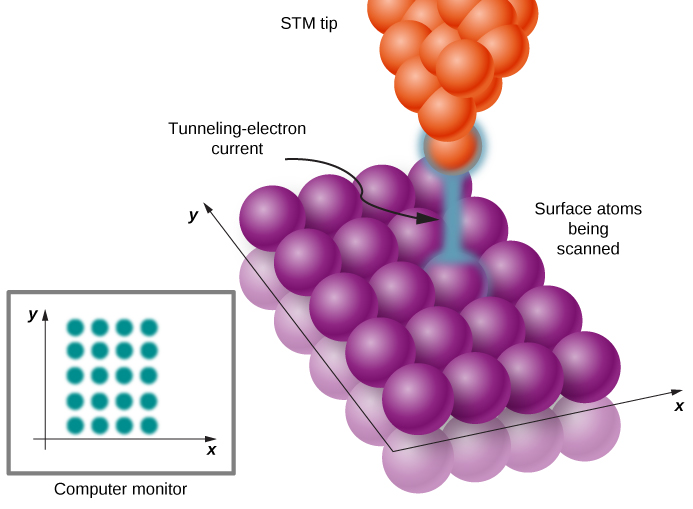 STM tip
Tunneling-electron
current
Surface atoms
being
scanned
y
x
y
x
Computer monitor